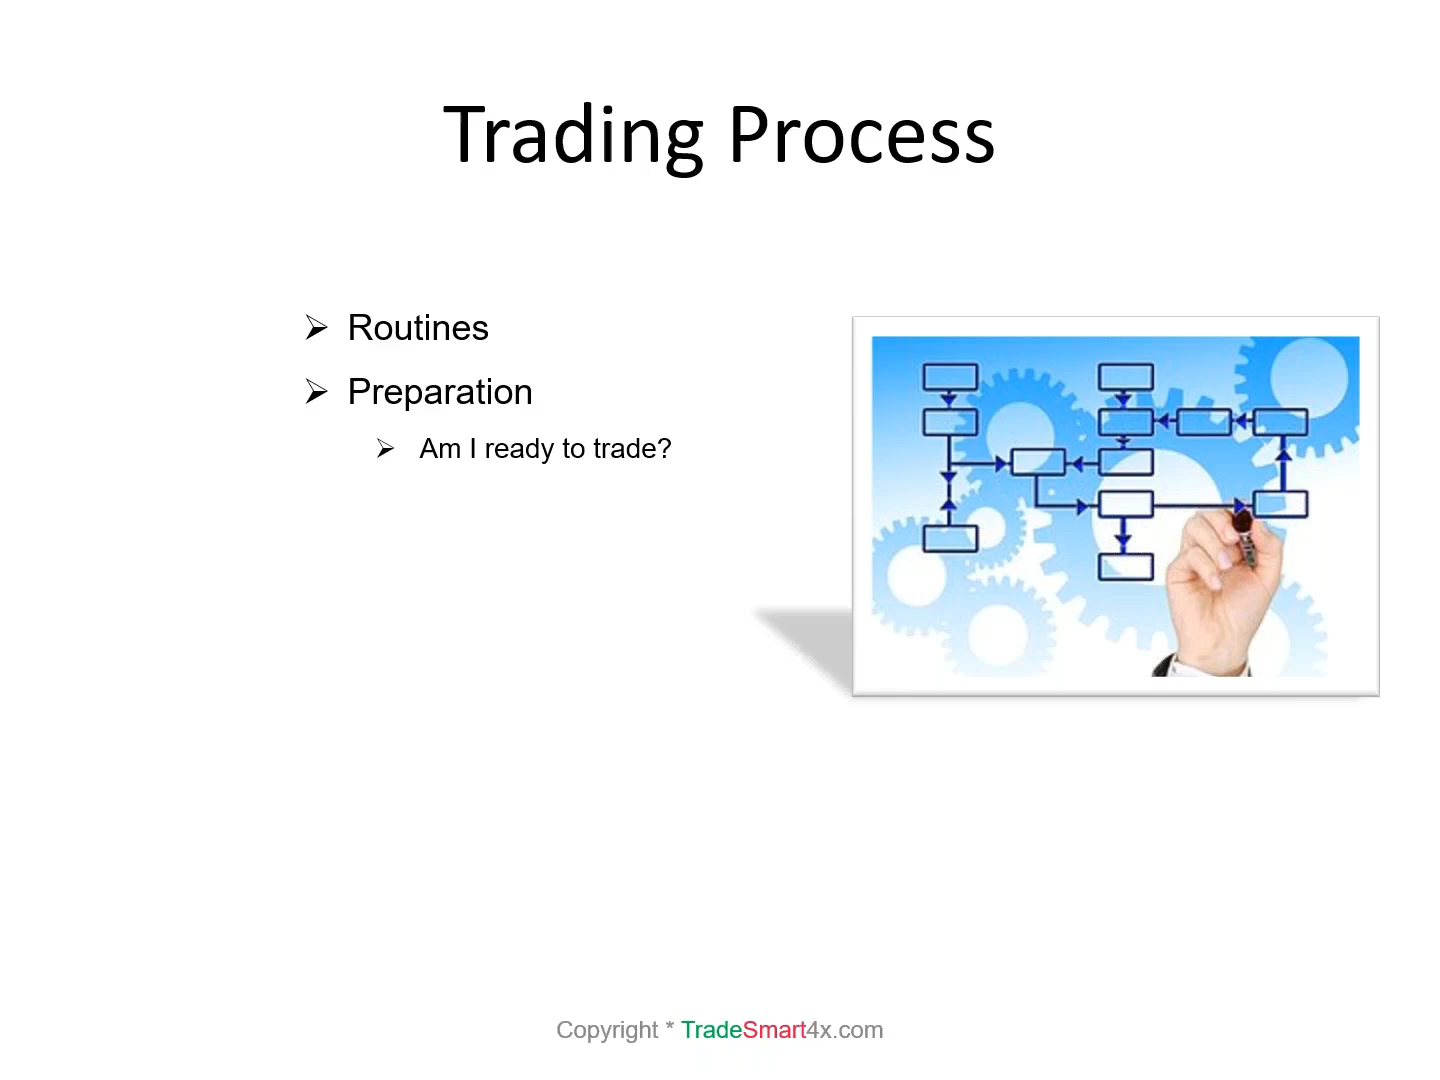 Trading Process
Routines
Preparation
Am I ready to trade?
Copyright * TradeSmart4x.com